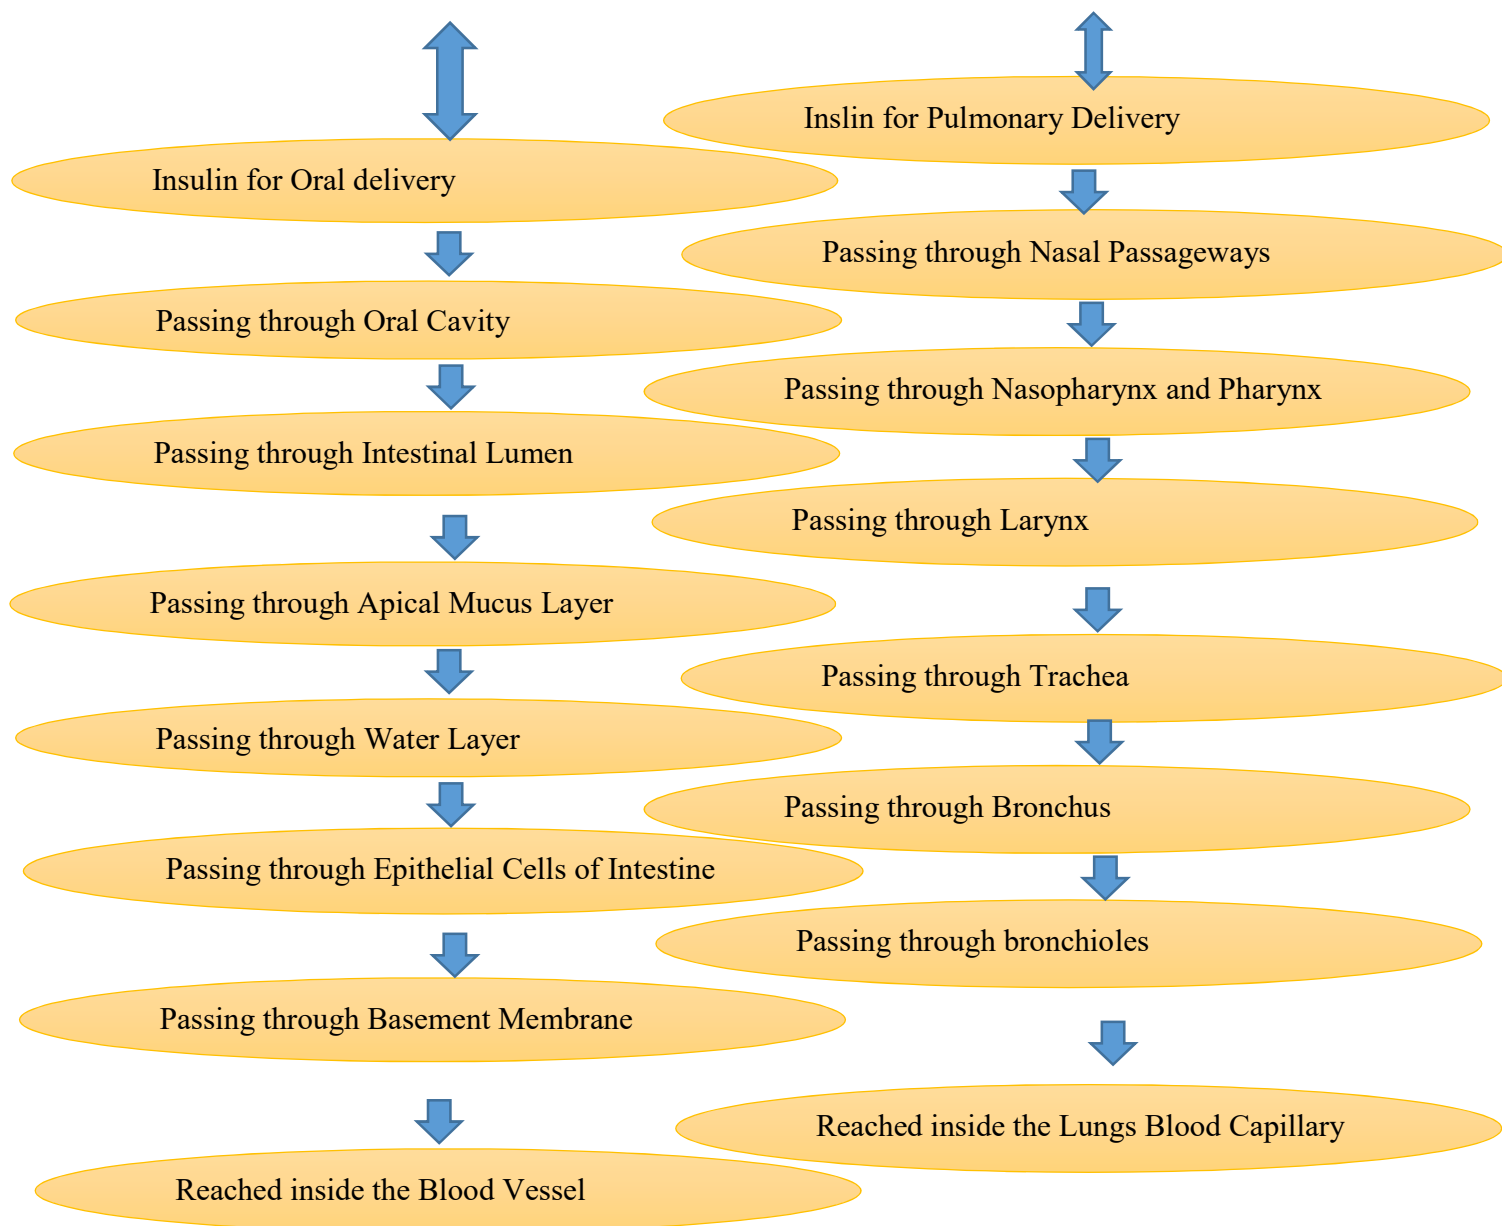 Insulin for Oral delivery
Passing through Oral Cavity
Passing through Intestinal Lumen
Passing through Apical Mucus Layer
Passing through Water Layer
Passing through Epithelial Cells of Intestine
Passing through Basement Membrane
Reached inside the Blood Vessel
Inslin for Pulmonary Delivery
Passing through Nasal Passageways
Passing through Nasopharynx and Pharynx
Passing through Larynx
Passing through Trachea
Passing through Bronchus
Passing through bronchioles
Reached inside the Lungs Blood Capillary